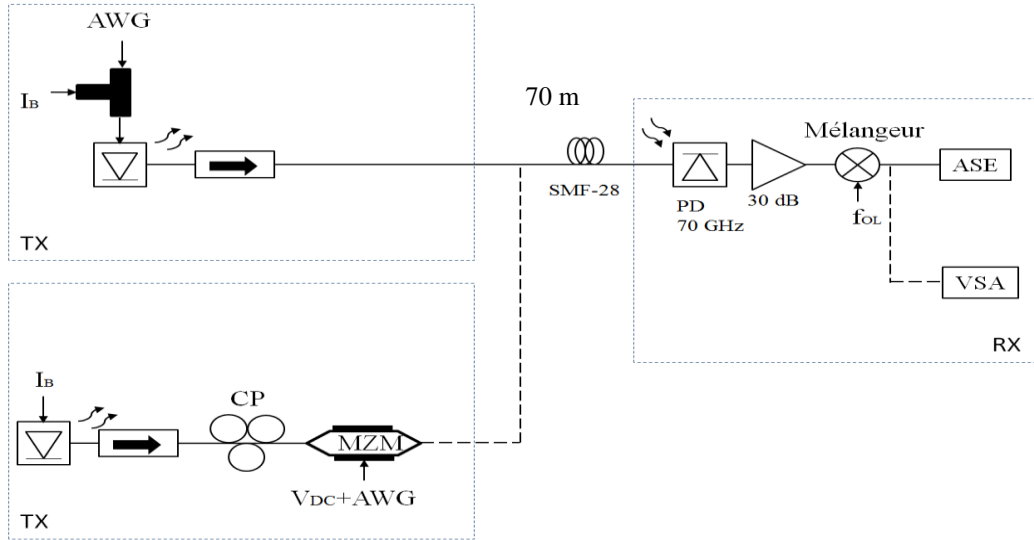 AWG
IB
TX
70 m
SMF-28
Mélangeur
PD
70 GHz
30 dB
fOL
ASE
VSA
RX
IB
CP
MZM
VDC+AWG
TX